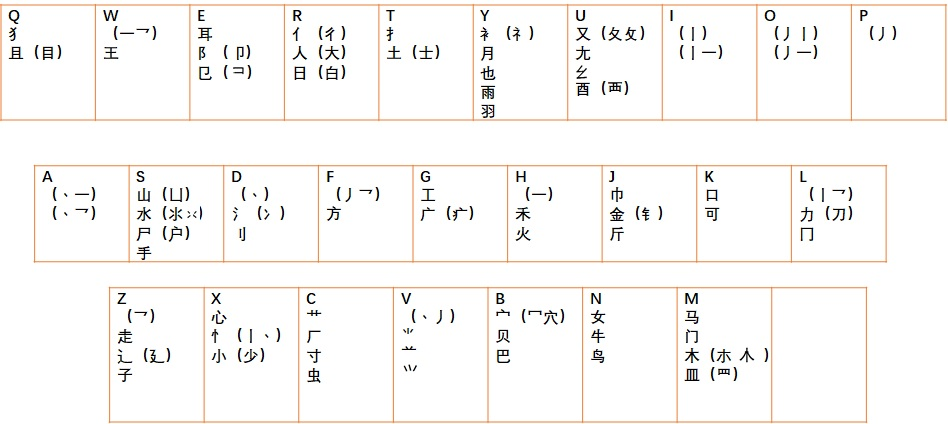 Q W E R T Y U I O P
犭 （一乛） 耳 亻（彳） 扌 衤（礻） 又（夂攵） （丨） （丿丨） （丿）
且（目） 王 阝（卩） 人（大） 土（士） 月 尢 （丨一） （丿一）
㔾（コ） 日（白） 也 幺
雨 酉（覀）
羽
A S D F G H J K L
（丶一） 山（凵） （丶） （丿乛） 工 （一） 巾 口 （丨乛）
（丶乛） 水（氺） 氵（冫） 方 广（疒） 禾 金（钅） 可 力（刀）
尸（户） 刂 火 斤 冂
手
Z X C V B N M
（乛） 心 艹 （丶丿） 宀（冖穴） 女 马
走 忄（丨丶） 厂 ⺌ 贝 牛 门
辶（廴） 小（少） 寸 䒑 巴 鸟 木（朩）
子 虫 皿（罒）